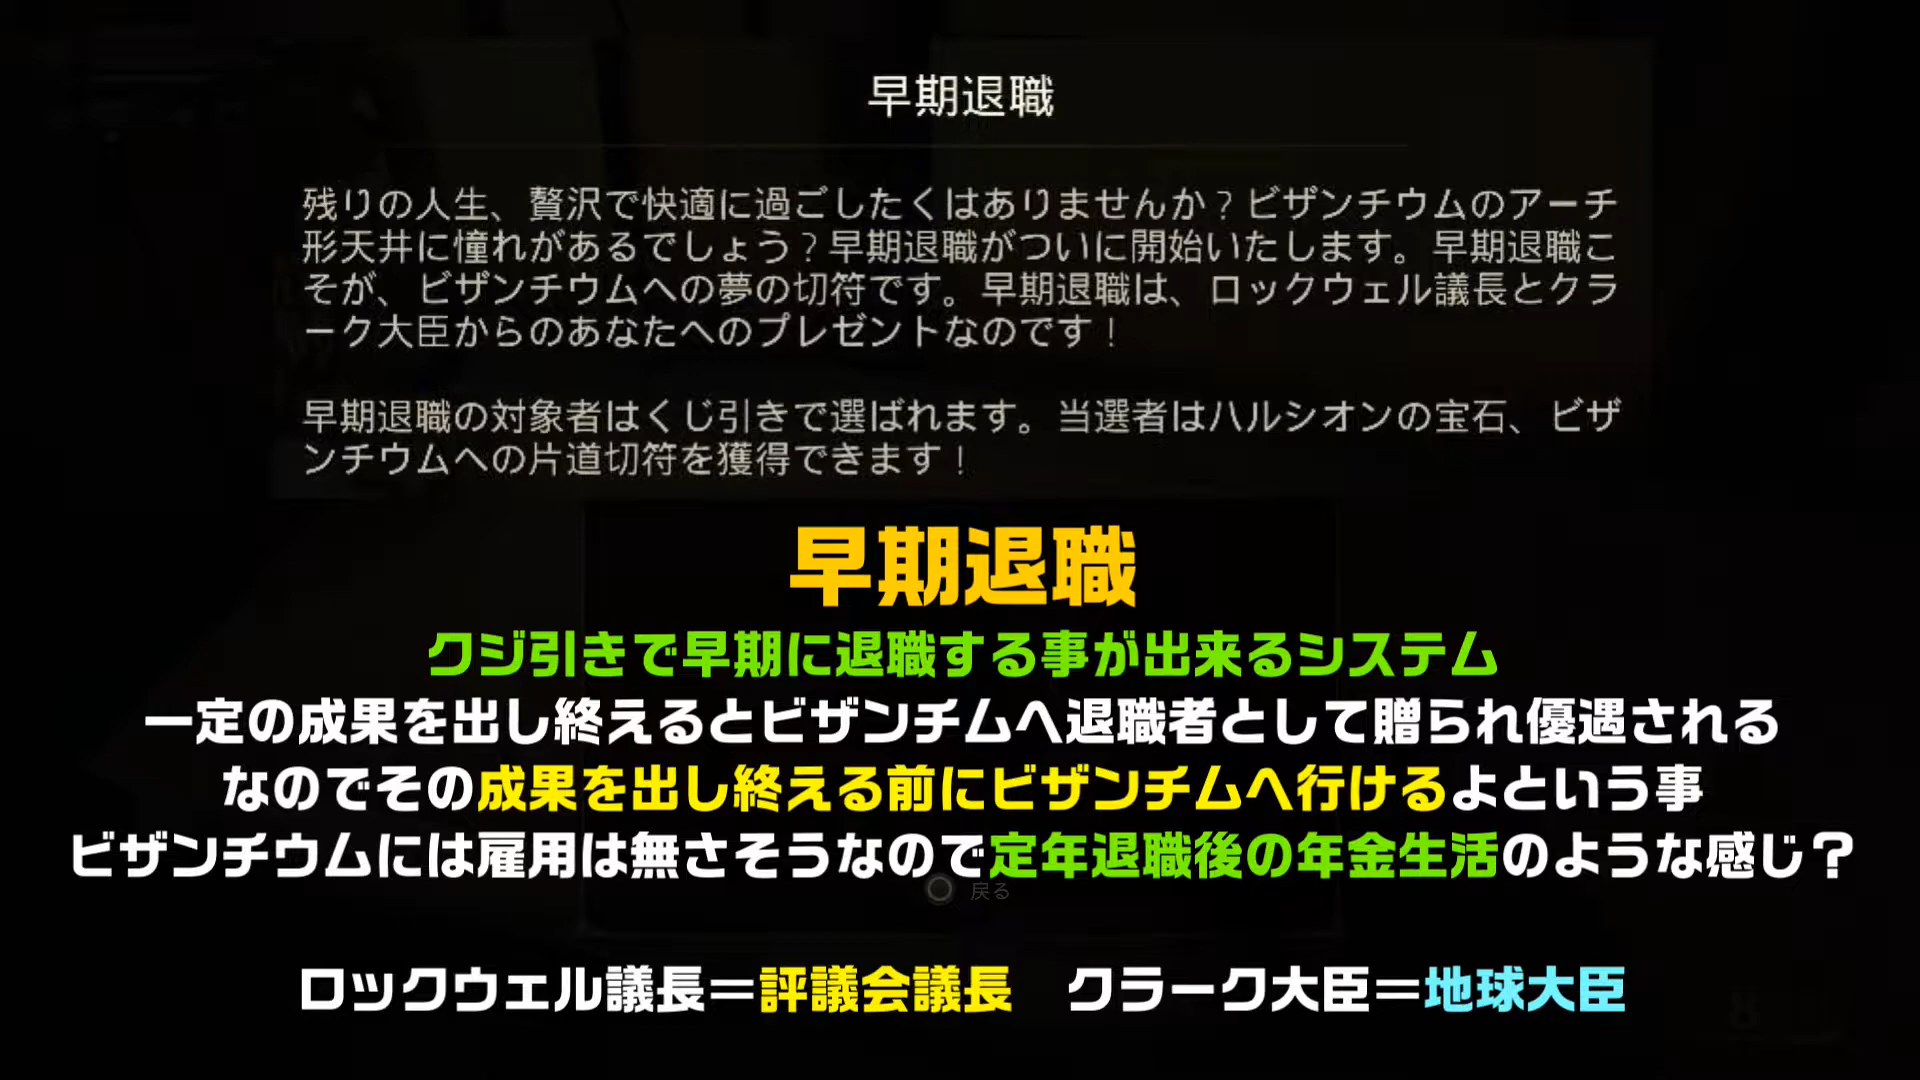 早期退職
残りの人生、贅沢で快適に過ごしたくはありませんか？ビザンチウムのアーチ
形天井に憧れがあるでしょう？早期退職がついに開始いたします。早期退職こ
そが、ビザンチウムへの夢の切符です。早期退職は、ロックウェル議長とクラ
ーク大臣からのあなたへのプレゼントなのです！
早期退職の対象者はくじ引きで選ばれます。当選者はハルシオンの宝石、ビザ
ンチウムへの片道切符を獲得できます！
早期退職
クジ引きで早期に退職する事が出来るシステム
一定の成果を出し終えるとビザンチムへ退職者として贈られ優遇される
なのでその成果を出し終える前にビザンチムへ行けるよという事
ビザンチウムには雇用は無さそうなので定年退職後の年金生活のような感じ？
戻る
ロックウェル議長＝評議会議長　クラーク大臣＝地球大臣